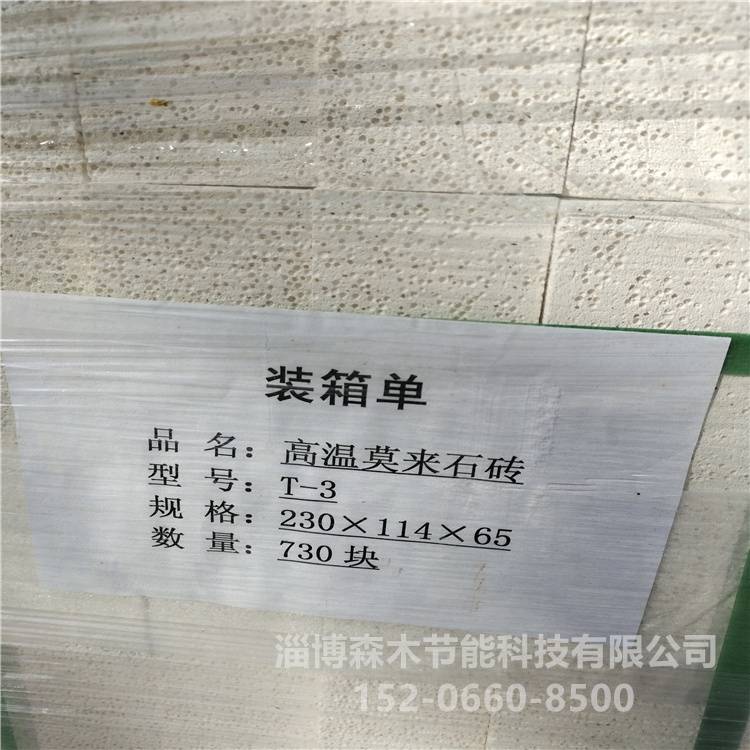 装箱单
品 名：高温莫来石砖
型 号：T-3
规 格：230×114×65
数 量：730 块
淄博森木节能科技有限公司
152-0660-8500